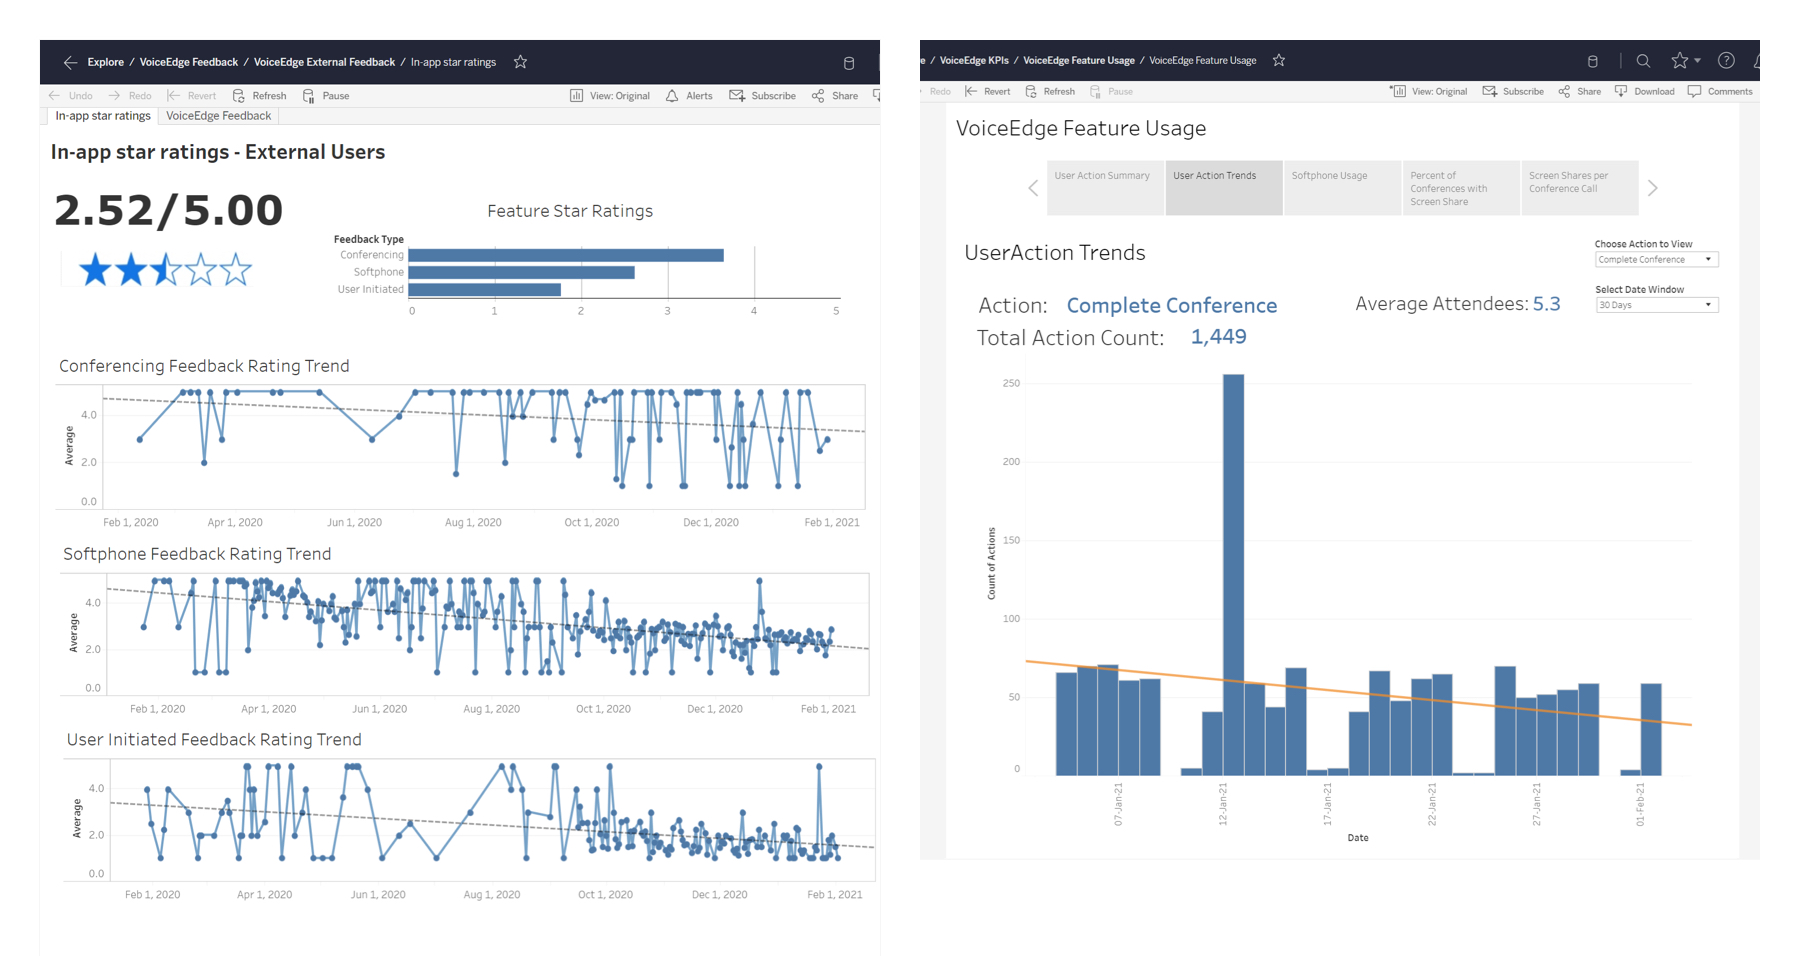 Explore / VoiceEdge Feedback / VoiceEdge External Feedback / In-app star ratings
Undo Redo Revert Refresh Pause View: Original Alerts Subscribe Share
In-app star ratings VoiceEdge Feedback
In-app star ratings - External Users
2.52/5.00
Feature Star Ratings
Feedback Type
Conferencing
Softphone
User Initiated
0 1 2 3 4 5
Conferencing Feedback Rating Trend
Average
4.0
2.0
0.0
Feb 1, 2020 Apr 1, 2020 Jun 1, 2020 Aug 1, 2020 Oct 1, 2020 Dec 1, 2020 Feb 1, 2021
Softphone Feedback Rating Trend
Average
4.0
2.0
0.0
Feb 1, 2020 Apr 1, 2020 Jun 1, 2020 Aug 1, 2020 Oct 1, 2020 Dec 1, 2020 Feb 1, 2021
User Initiated Feedback Rating Trend
Average
4.0
2.0
0.0
Feb 1, 2020 Apr 1, 2020 Jun 1, 2020 Aug 1, 2020 Oct 1, 2020 Dec 1, 2020 Feb 1, 2021
e / VoiceEdge KPIs / VoiceEdge Feature Usage / VoiceEdge Feature Usage
Redo Revert Refresh Pause View: Original Subscribe Share Download Comments
VoiceEdge Feature Usage
User Action Summary
User Action Trends
Softphone Usage
Percent of
Conferences with
Screen Share
Screen Shares per
Conference Call
UserAction Trends
Choose Action to View
Complete Conference
Select Date Window
30 Days
Action: Complete Conference
Average Attendees: 5.3
Total Action Count: 1,449
Count of Actions
250
200
150
100
50
0
07-Jan-21 12-Jan-21 17-Jan-21 22-Jan-21 27-Jan-21 01-Feb-21
Date